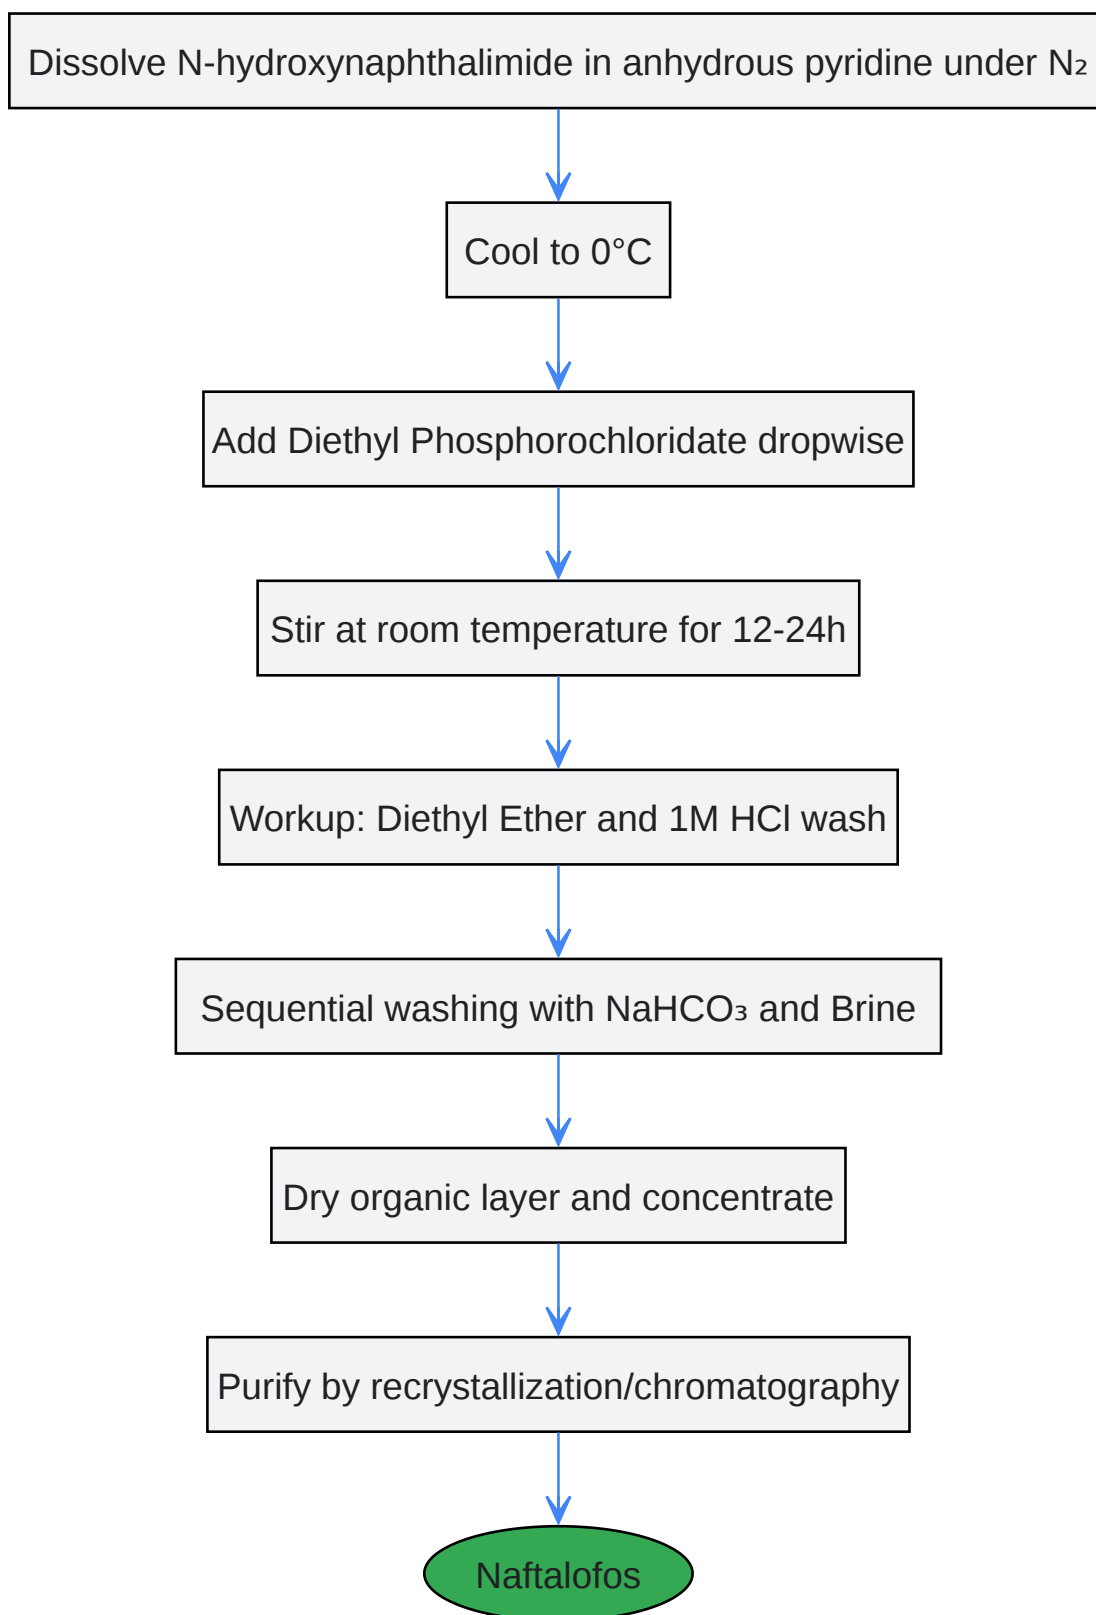 Dissolve N-hydroxynaphthalimide in anhydrous pyridine under N₂
Cool to 0°C
Add Diethyl Phosphorochloridate dropwise
Stir at room temperature for 12-24h
Workup: Diethyl Ether and 1M HCl wash
Sequential washing with NaHCO₃ and Brine
Dry organic layer and concentrate
Purify by recrystallization/chromatography
Naftalofos